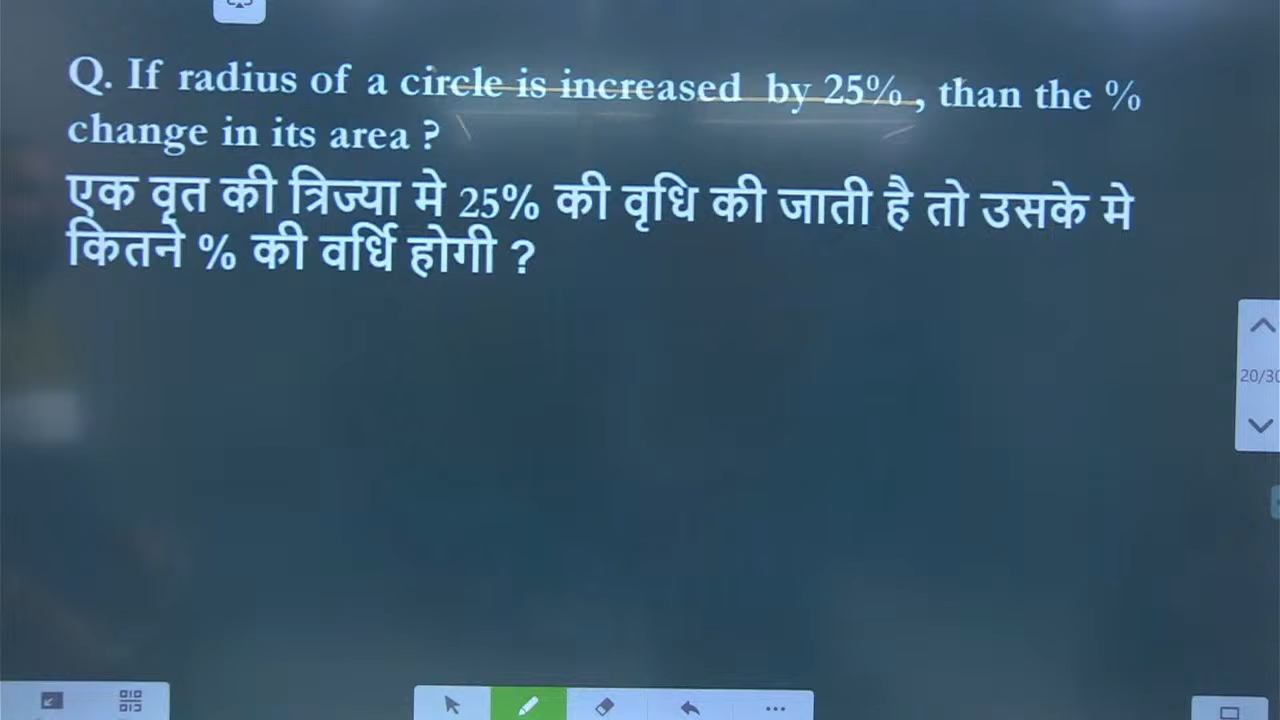 Q. If radius of a circle is increased by 25% , than the %
change in its area ?
एक वृत की त्रिज्या मे 25% की वृधि की जाती है तो उसके मे
कितने % की वर्धि होगी ?
20/30